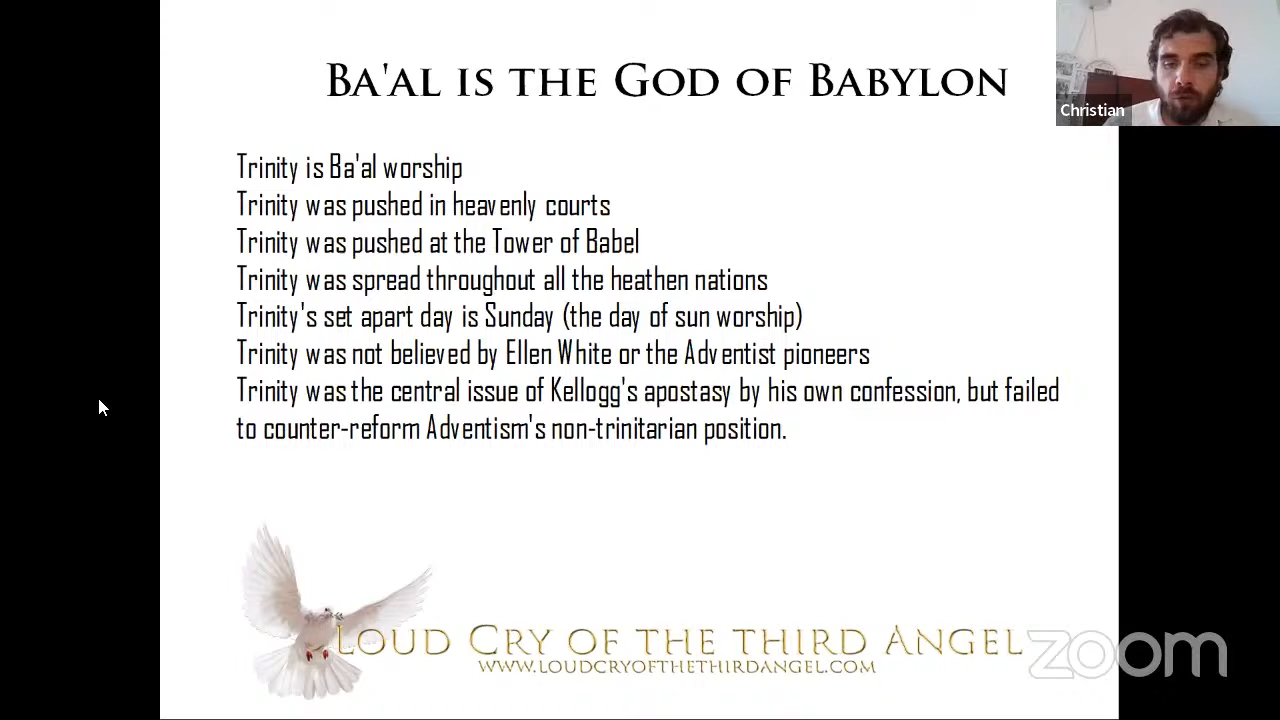 BA'AL IS THE GOD OF BABYLON
Christian
Trinity is Ba'al worship
Trinity was pushed in heavenly courts
Trinity was pushed at the Tower of Babel
Trinity was spread throughout all the heathen nations
Trinity's set apart day is Sunday (the day of sun worship)
Trinity was not believed by Ellen White or the Adventist pioneers
Trinity was the central issue of Kellogg's apostasy by his own confession, but failed
to counter-reform Adventism's non-trinitarian position.
LOUD CRY OF THE THIRD ANGEL
WWW.LOUDCRYOFTHETHIRDANGEL.COM
zoom